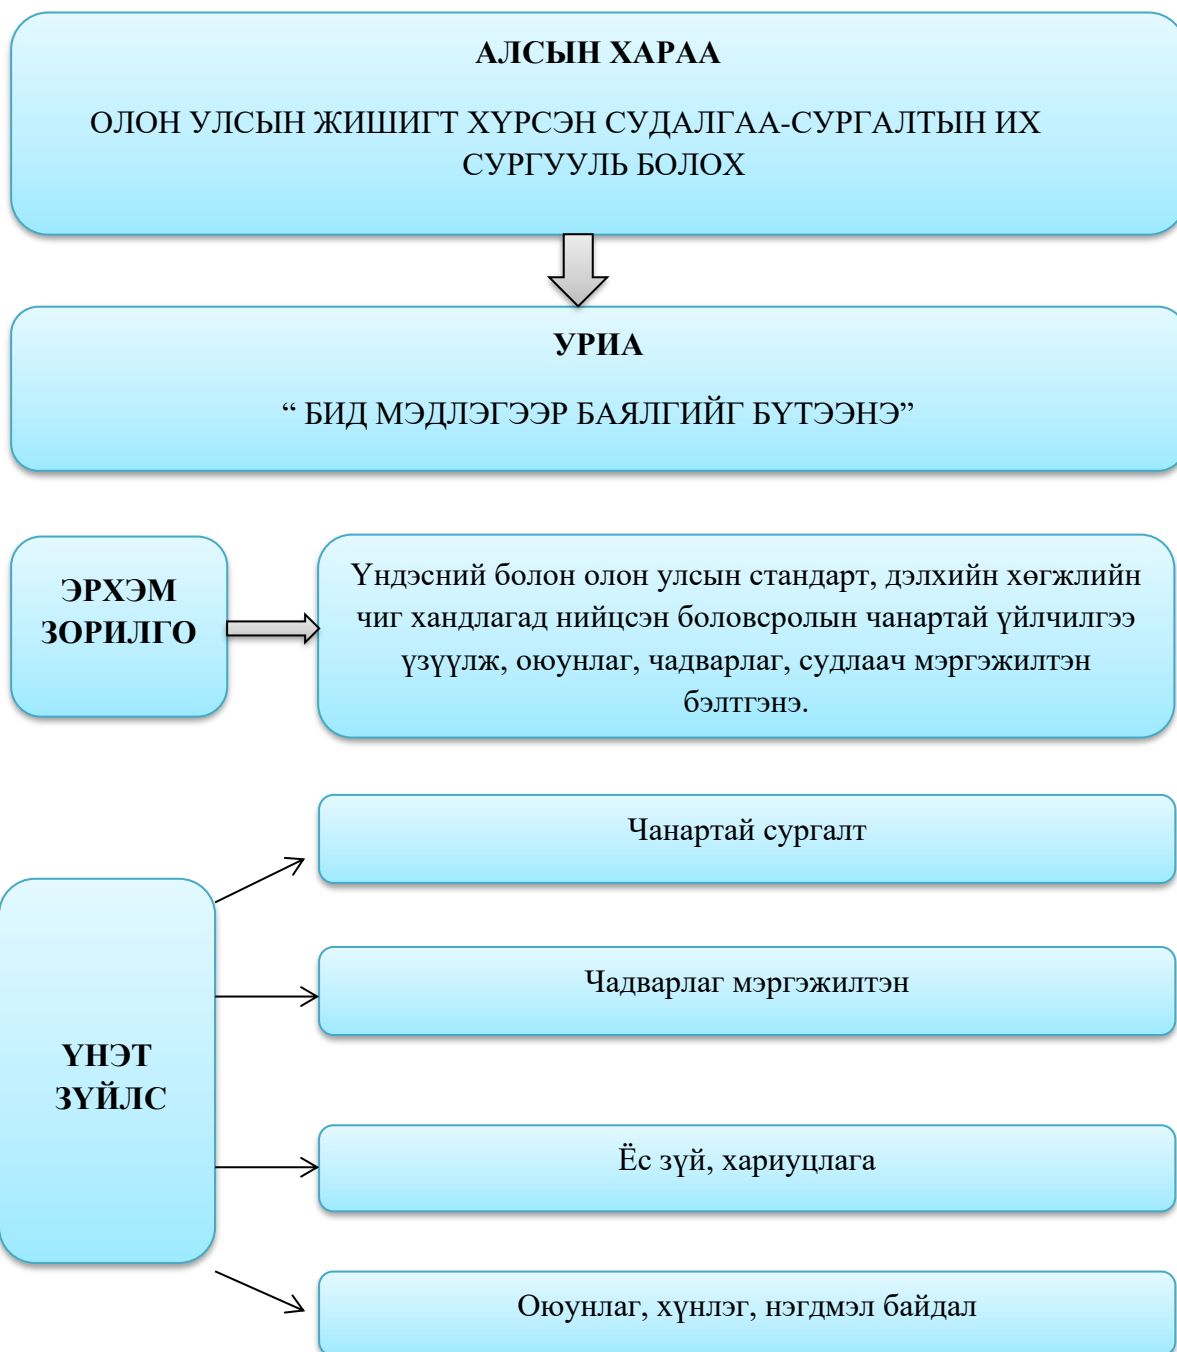 АЛСЫН ХАРАА
ОЛОН УЛСЫН ЖИШИГТ ХҮРСЭН СУДАЛГАА-СУРГАЛТЫН ИХ
СУРГУУЛЬ БОЛОХ
УРИА
“ БИД МЭДЛЭГЭЭР БАЯЛГИЙГ БҮТЭЭНЭ”
ЭРХЭМ
ЗОРИЛГО
Үндэсний болон олон улсын стандарт, дэлхийн хөгжлийн
чиг хандлагад нийцсэн боловсролын чанартай үйлчилгээ
үзүүлж, оюунлаг, чадварлаг, судлаач мэргэжилтэн
бэлтгэнэ.
ҮНЭТ
ЗҮЙЛС
Чанартай сургалт
Чадварлаг мэргэжилтэн
Ёс зүй, хариуцлага
Оюунлаг, хүнлэг, нэгдмэл байдал